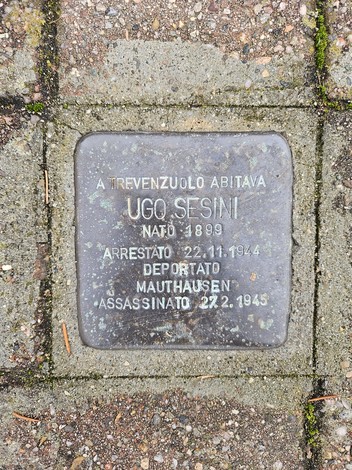 A TREVENZUOLO ABITAVA
UGO SESINI
NATO 1899
ARRESTATO 22.11.1944
DEPORTATO
MAUTHAUSEN
ASSASSINATO 27.2.1945